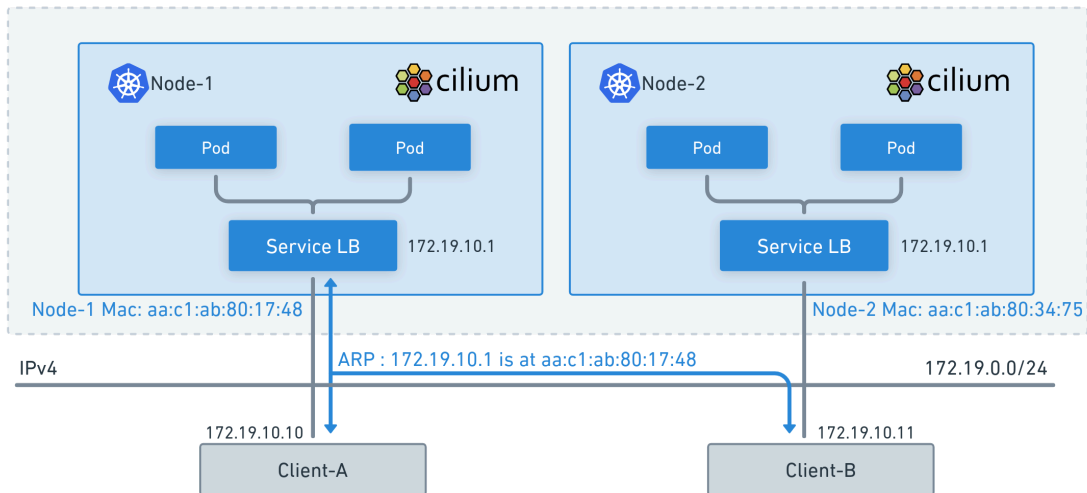 Node-1
cilium
Node-2
cilium
Pod
Pod
Pod
Pod
Service LB
172.19.10.1
Service LB
172.19.10.1
Node-1 Mac: aa:c1:ab:80:17:48
Node-2 Mac: aa:c1:ab:80:34:75
ARP : 172.19.10.1 is at aa:c1:ab:80:17:48
IPv4
172.19.0.0/24
172.19.10.10
172.19.10.11
Client-A
Client-B